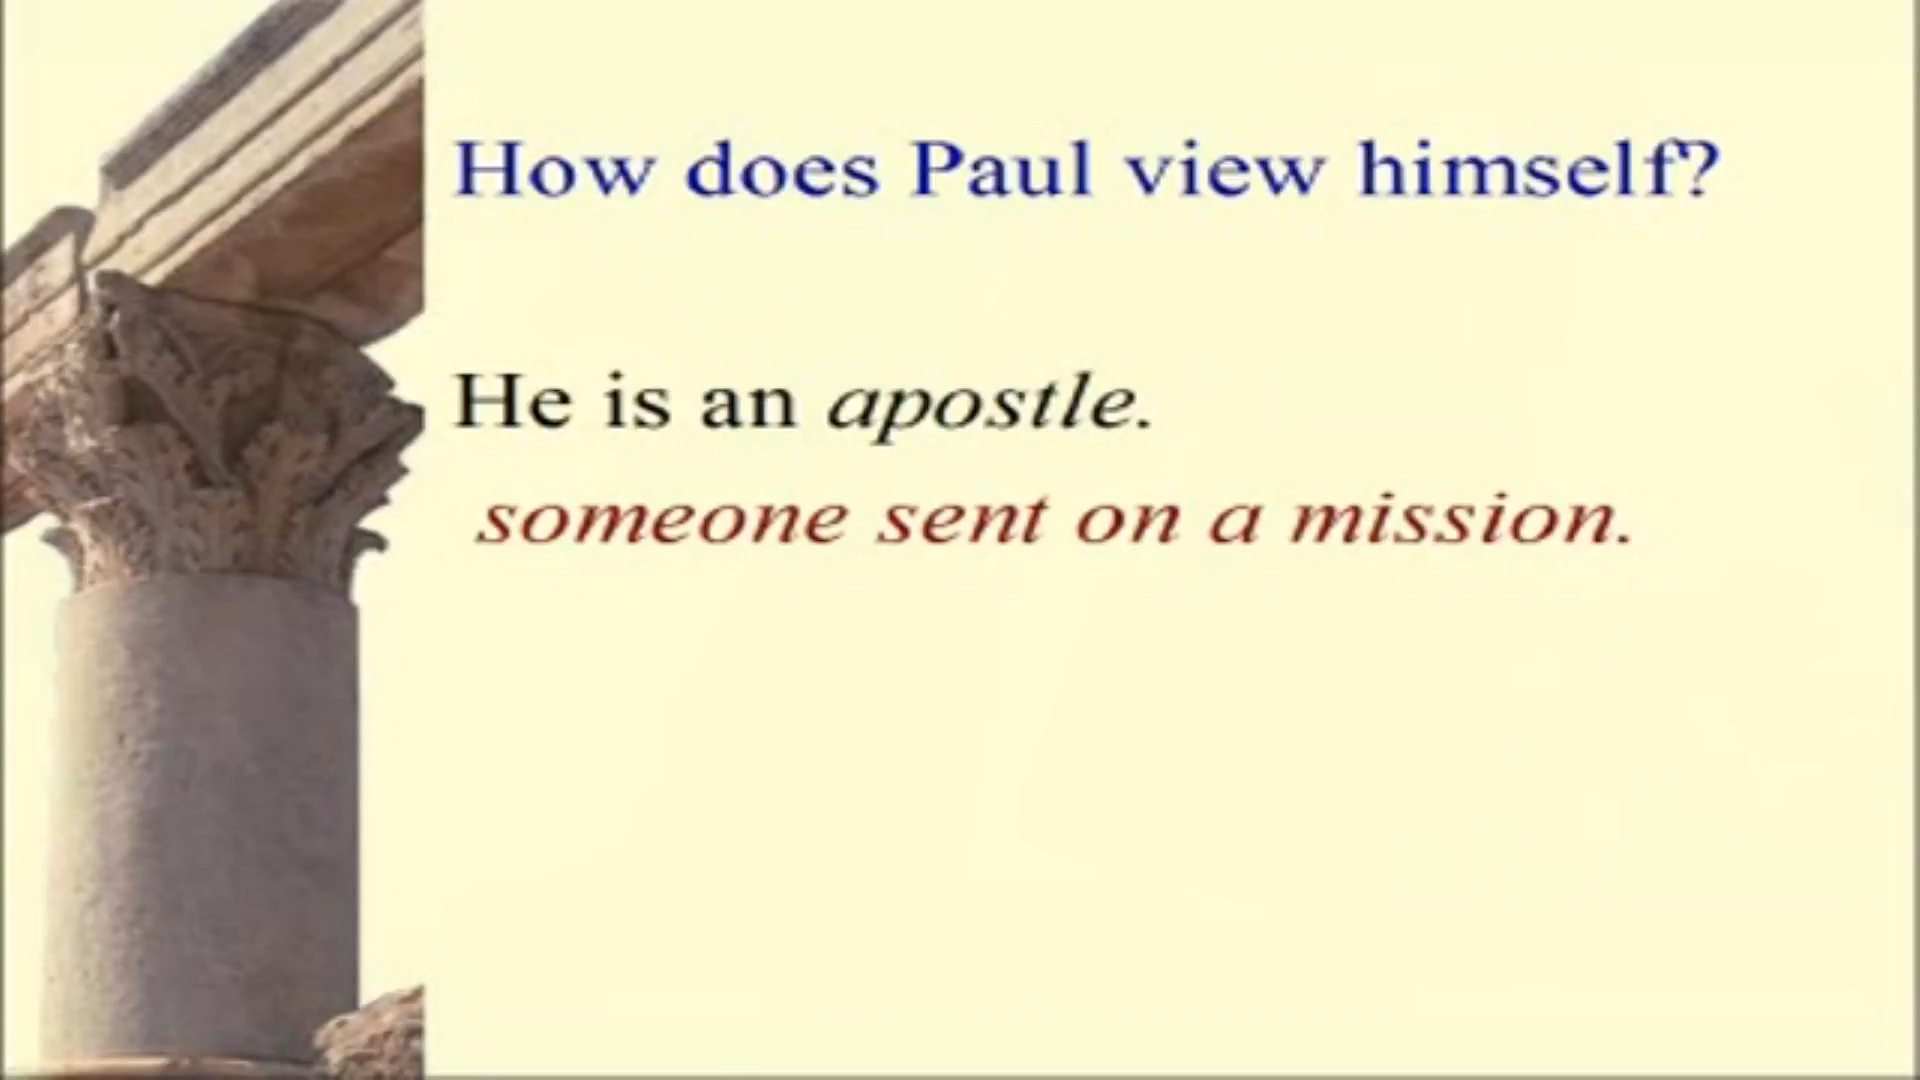 How does Paul view himself?
He is an apostle.
someone sent on a mission.